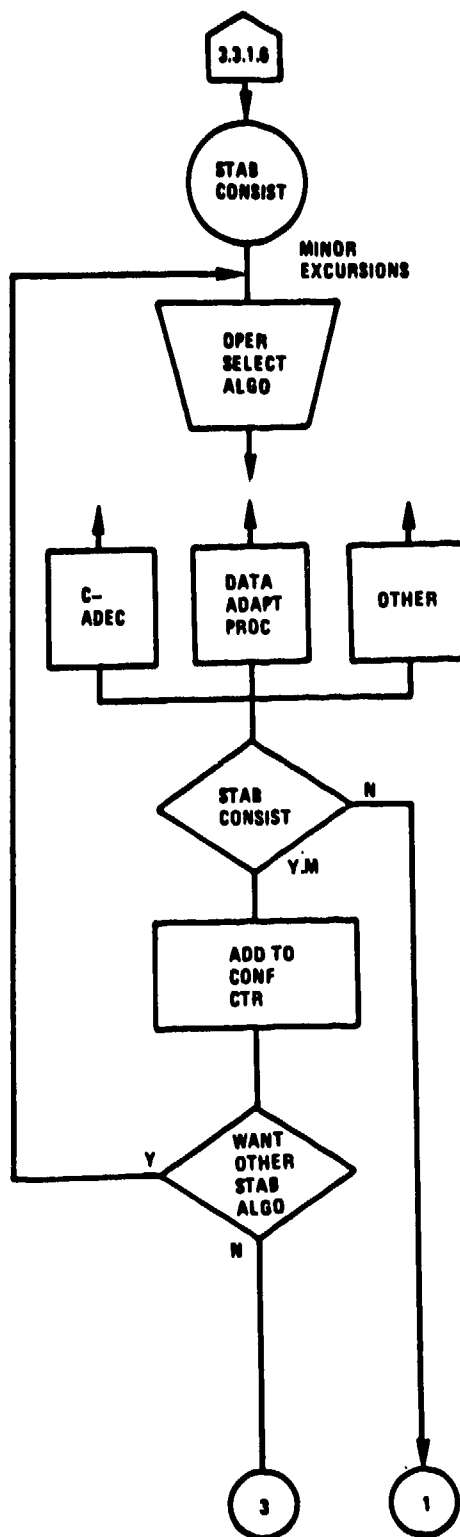 3.3.1.6
STAB
CONSIST
MINOR
EXCURSIONS
OPER
SELECT
ALGO
C-
ADEC
DATA
ADAPT
PROC
OTHER
STAB
CONSIST
N
Y.M
ADD TO
CONF
CTR
WANT
OTHER
STAB
ALGO
Y
N
3
1